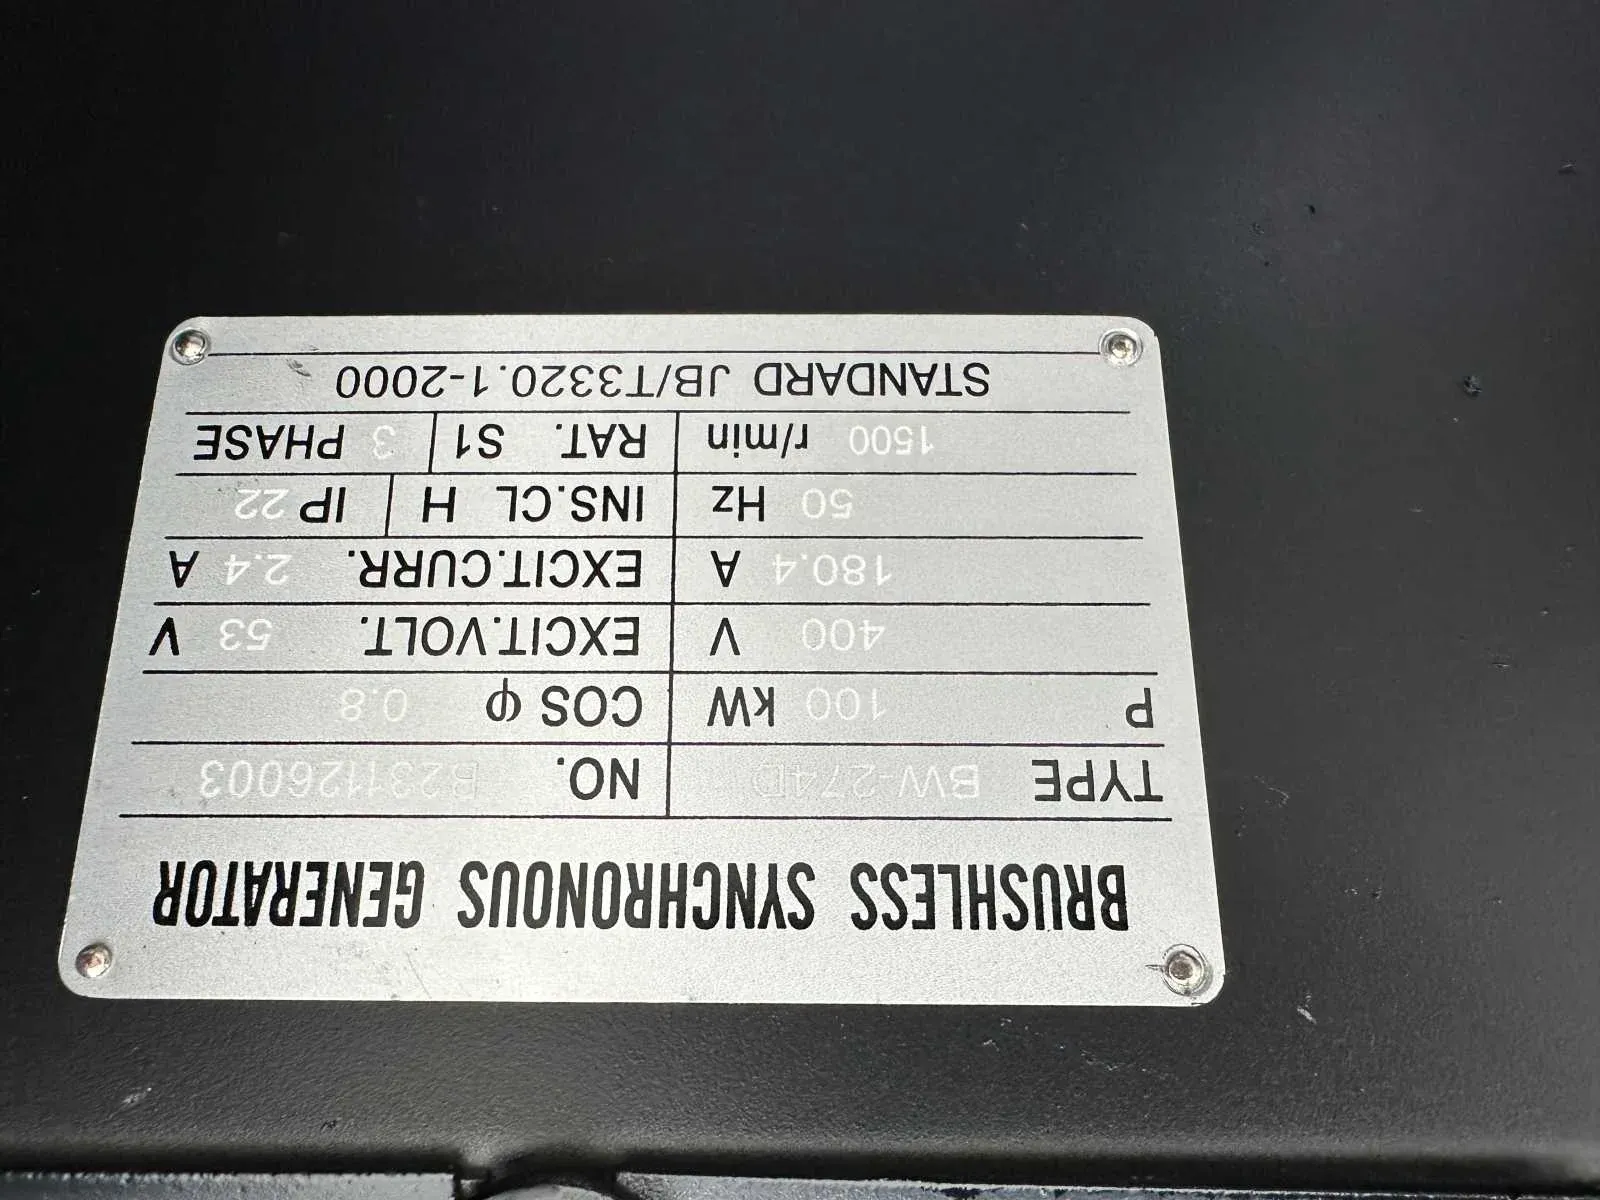 BRUSHLESS SYNCHRONOUS GENERATOR
TYPE BW-274D NO. B231126003
P 100 kW COS φ 0.8
400 V EXCIT.VOLT. 53 V
180.4 A EXCIT.CURR. 2.4 A
50 Hz INS.CL H IP 22
1500 r/min RAT. S1 3 PHASE
STANDARD JB/T3320.1-2000